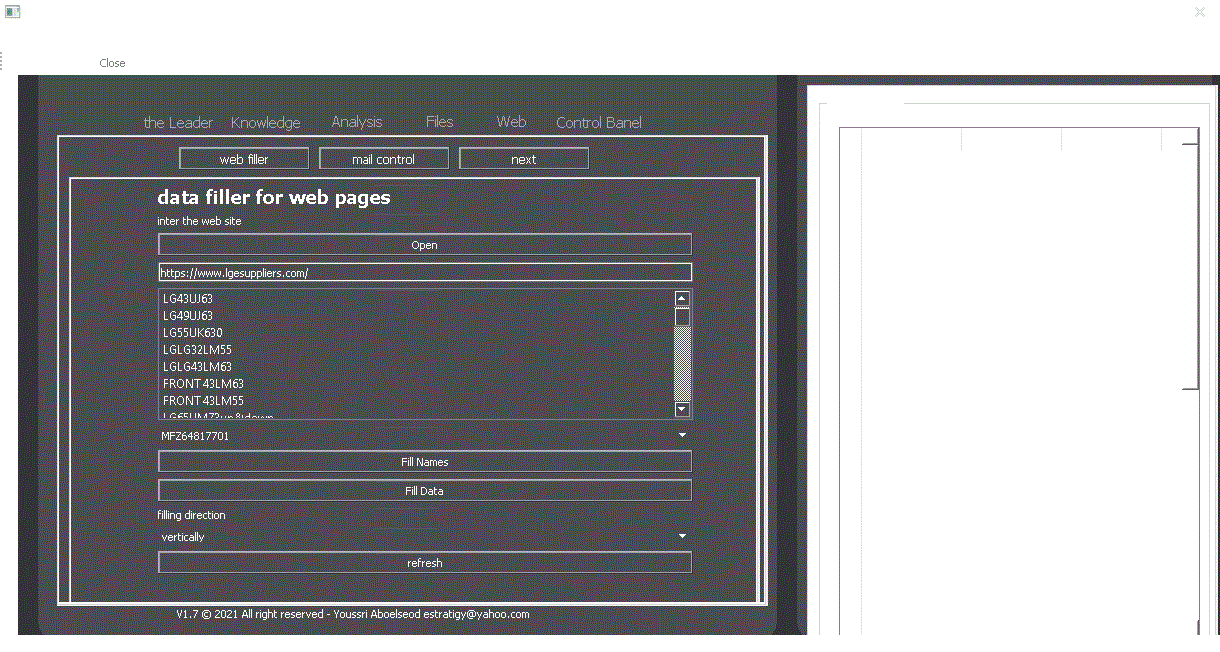 Close
the Leader Knowledge Analysis Files Web Control Banel
web filler mail control next
data filler for web pages
inter the web site
Open
https://www.lgesuppliers.com/
LG43UJ63
LG49UJ63
LG55UK630
LGLG32LM55
LGLG43LM63
FRONT43LM63
FRONT43LM55
LG65UM73up&down
MFZ64817701
Fill Names
Fill Data
filling direction
vertically
refresh
V1.7 © 2021 All right reserved - Youssri Aboelseod estratigy@yahoo.com